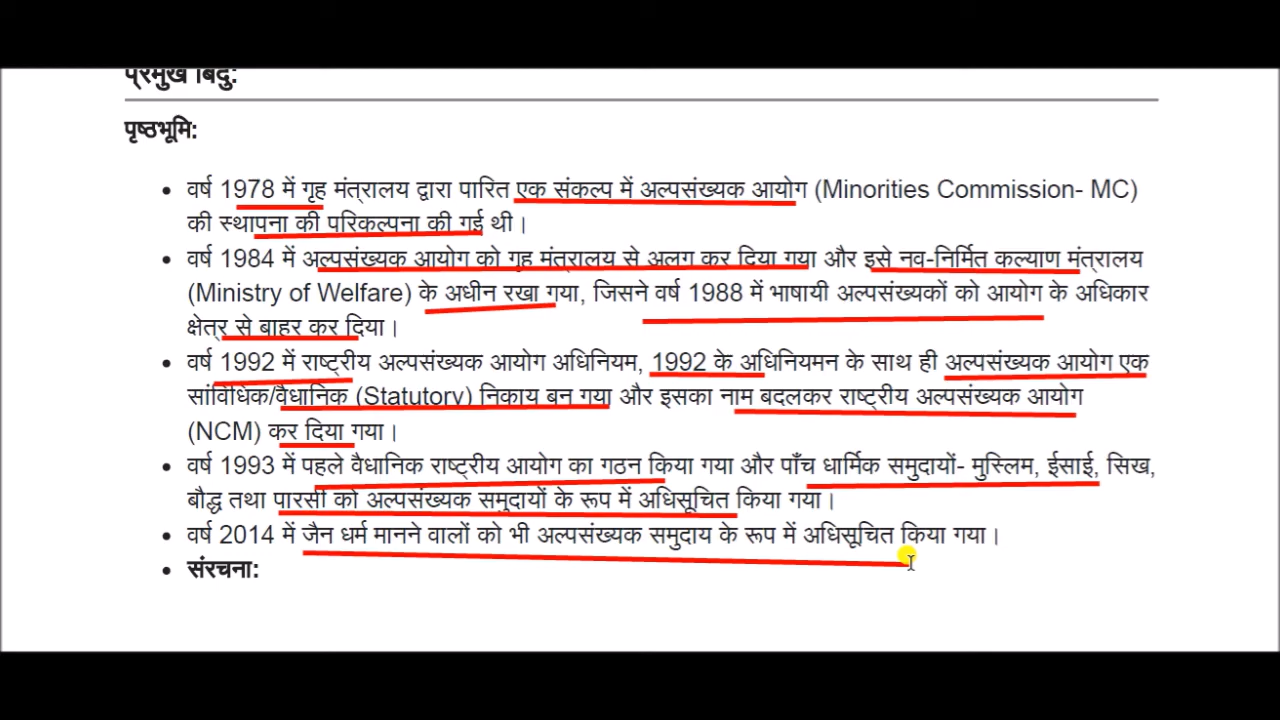 प्रमुख बिंदु:
पृष्ठभूमि:
• वर्ष 1978 में गृह मंत्रालय द्वारा पारित एक संकल्प में अल्पसंख्यक आयोग (Minorities Commission- MC)
की स्थापना की परिकल्पना की गई थी।
• वर्ष 1984 में अल्पसंख्यक आयोग को गृह मंत्रालय से अलग कर दिया गया और इसे नव-निर्मित कल्याण मंत्रालय
(Ministry of Welfare) के अधीन रखा गया, जिसने वर्ष 1988 में भाषायी अल्पसंख्यकों को आयोग के अधिकार
क्षेत्र से बाहर कर दिया।
• वर्ष 1992 में राष्ट्रीय अल्पसंख्यक आयोग अधिनियम, 1992 के अधिनियमन के साथ ही अल्पसंख्यक आयोग एक
सांविधिक/वैधानिक (Statutory) निकाय बन गया और इसका नाम बदलकर राष्ट्रीय अल्पसंख्यक आयोग
(NCM) कर दिया गया।
• वर्ष 1993 में पहले वैधानिक राष्ट्रीय आयोग का गठन किया गया और पाँच धार्मिक समुदायों- मुस्लिम, ईसाई, सिख,
बौद्ध तथा पारसी को अल्पसंख्यक समुदायों के रूप में अधिसूचित किया गया।
• वर्ष 2014 में जैन धर्म मानने वालों को भी अल्पसंख्यक समुदाय के रूप में अधिसूचित किया गया।
• संरचना: